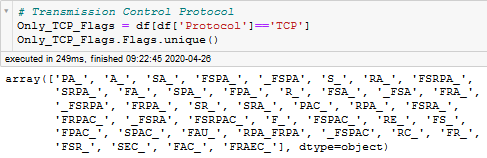 # Transmission Control Protocol
Only_TCP_Flags = df[df['Protocol']=='TCP']
Only_TCP_Flags.Flags.unique()
executed in 249ms, finished 09:22:45 2020-04-26
array(['PA_', 'A_', 'SA_', 'FSPA_', '_FSPA', 'S_', 'RA_', 'FSRPA_',
'SRPA_', 'FA_', 'SPA_', 'FPA_', 'R_', 'FSA_', '_FSA', 'FRA_',
'_FSRPA', 'FRPA_', 'SR_', 'SRA_', 'PAC_', 'RPA_', 'FSRA_',
'FRPAC_', '_FSRA', 'FSRPAC_', 'F_', 'FSPAC_', 'RE_', 'FS_',
'FPAC_', 'SPAC_', 'FAU_', 'RPA_FRPA', '_FSPAC', 'RC_', 'FR_',
'FSR_', 'SEC_', 'FAC_', 'FRAEC_'], dtype=object)